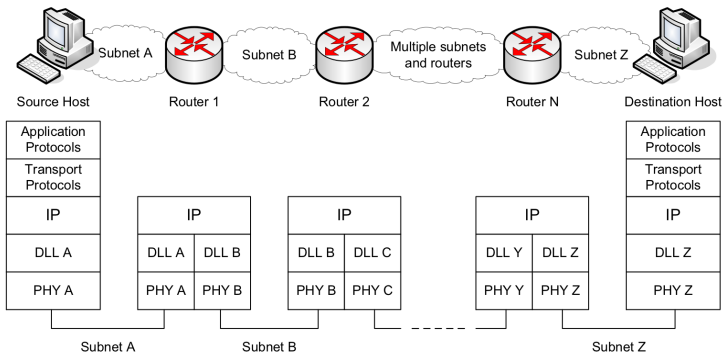 Subnet A
Subnet B
Multiple subnets
and routers
Subnet Z
Source Host
Router 1
Router 2
Router N
Destination Host
Application
Protocols
Application
Protocols
Transport
Protocols
Transport
Protocols
IP
IP
IP
IP
IP
DLL A
DLL A
DLL B
DLL B
DLL C
DLL Y
DLL Z
DLL Z
PHY A
PHY A
PHY B
PHY B
PHY C
PHY Y
PHY Z
PHY Z
Subnet A
Subnet B
Subnet Z